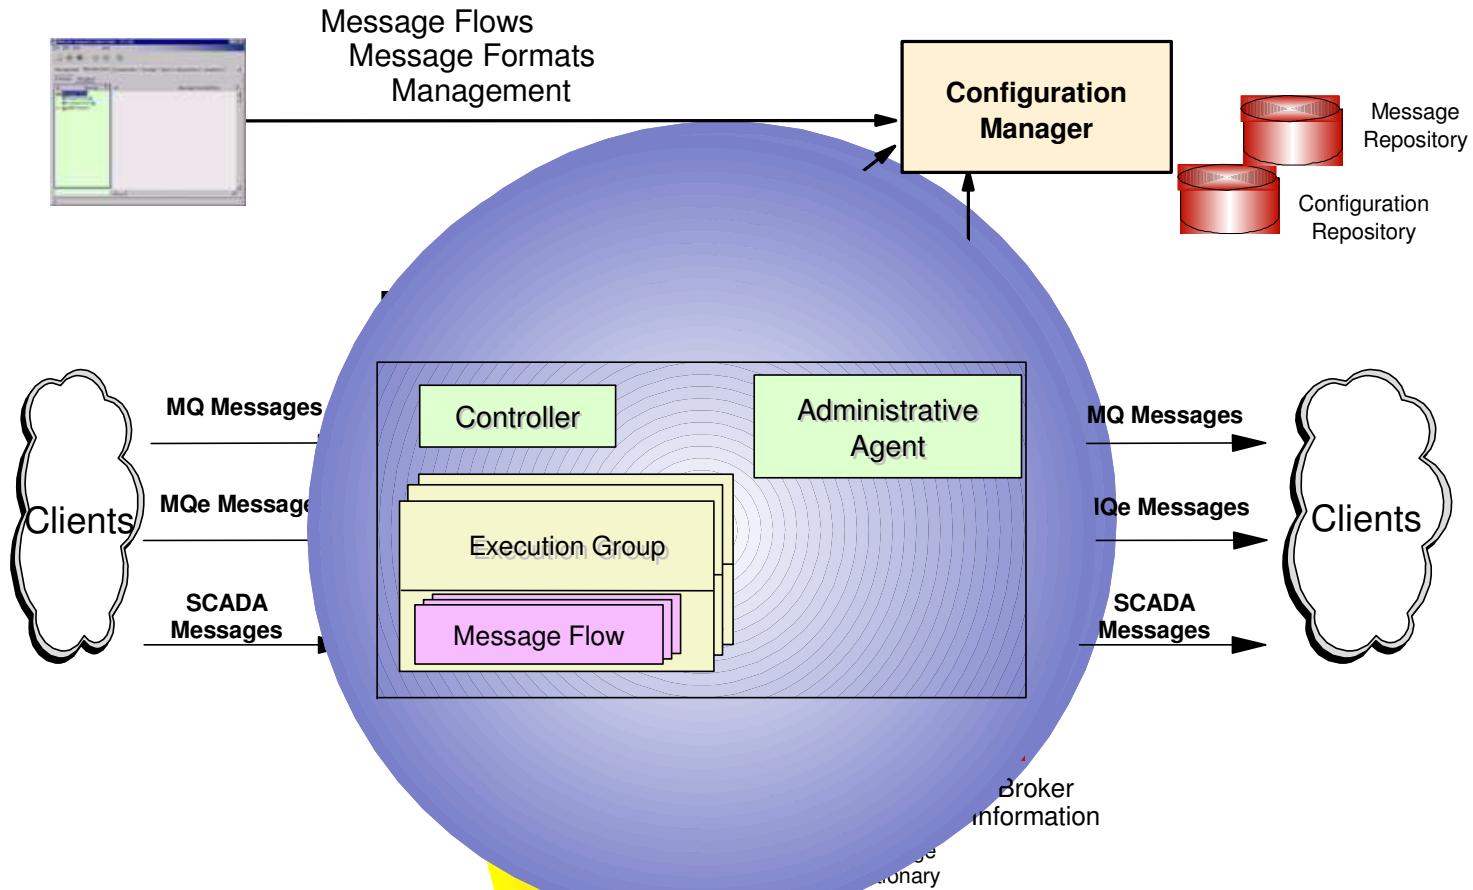 Message Flows
Message Formats
Management
Configuration
Manager
Message
Repository
Configuration
Repository
MQ Messages
Controller
Administrative
Agent
MQ Messages
Clients
MQe Message
Execution Group
IQe Messages
Clients
SCADA
Messages
Message Flow
SCADA
Messages
Broker
Information